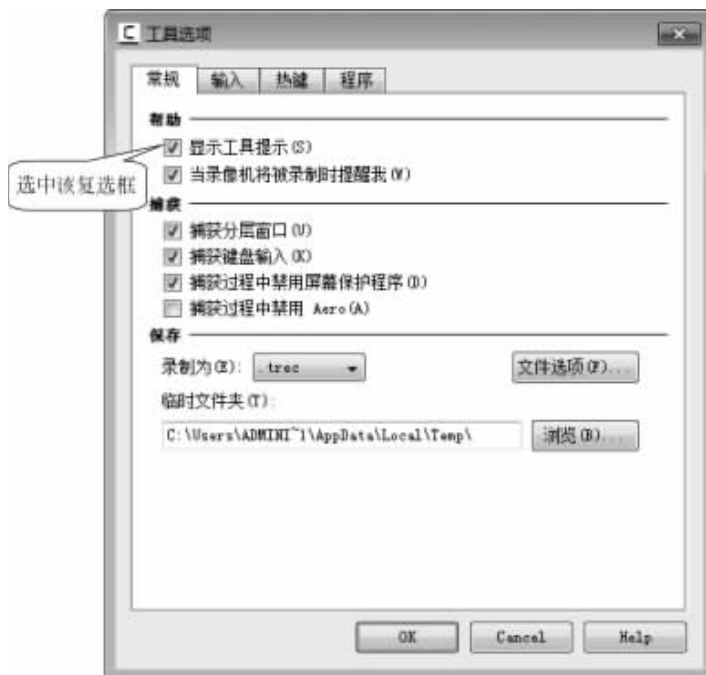 工具选项
常规 输入 热键 程序
帮助
显示工具提示(S)
选中该复选框
当录像机将被录制时提醒我(W)
捕获
捕获分层窗口(U)
捕获键盘输入(K)
捕获过程中禁用屏幕保护程序(D)
捕获过程中禁用 Aero(A)
保存
录制为(E): .trec 文件选项(F)...
临时文件夹(T):
C:\Users\ADMINI~1\AppData\Local\Temp\ 浏览(B)...
OK Cancel Help